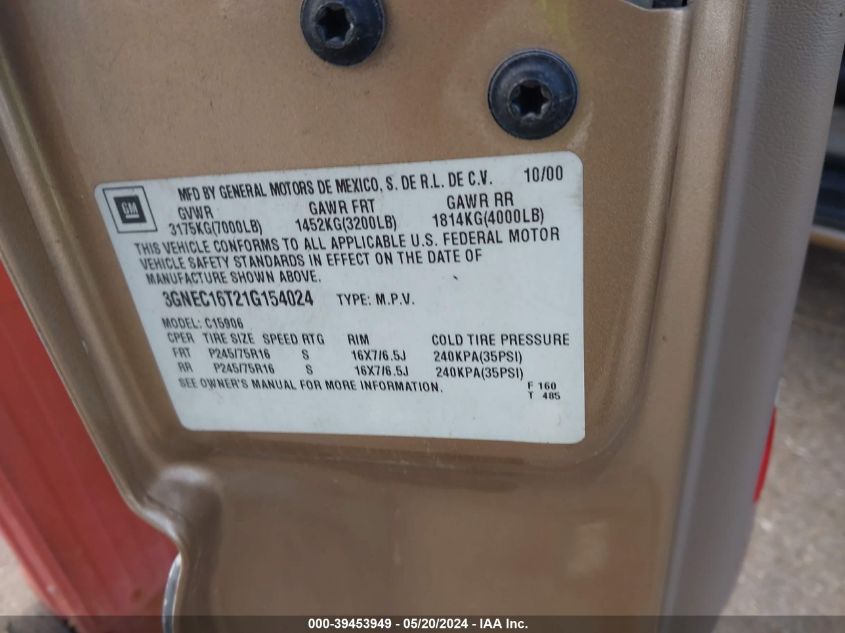 GM
MFD BY GENERAL MOTORS DE MEXICO, S. DE R.L. DE C.V. 10/00
GVWR GAWR FRT GAWR RR
3175KG(7000LB) 1452KG(3200LB) 1814KG(4000LB)
THIS VEHICLE CONFORMS TO ALL APPLICABLE U.S. FEDERAL MOTOR
VEHICLE SAFETY STANDARDS IN EFFECT ON THE DATE OF
MANUFACTURE SHOWN ABOVE.
3GNEC16T21G154024 TYPE: M.P.V.
MODEL: C15906
CPER TIRE SIZE SPEED RTG RIM COLD TIRE PRESSURE
FRT P245/75R16 S 16X7/6.5J 240KPA(35PSI)
RR P245/75R16 S 16X7/6.5J 240KPA(35PSI)
SEE OWNER'S MANUAL FOR MORE INFORMATION. F 160
T 485
000-39453949 - 05/20/2024 - IAA Inc.